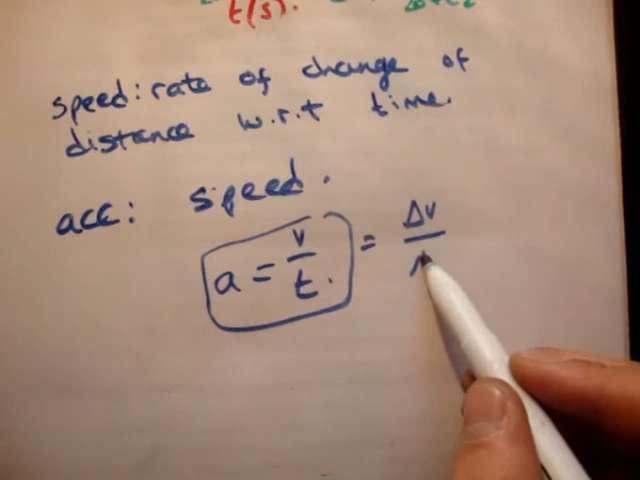 t(s).
speed: rate of change of
distance w.r.t time.
acc: speed.
a = v/t. = Δv/